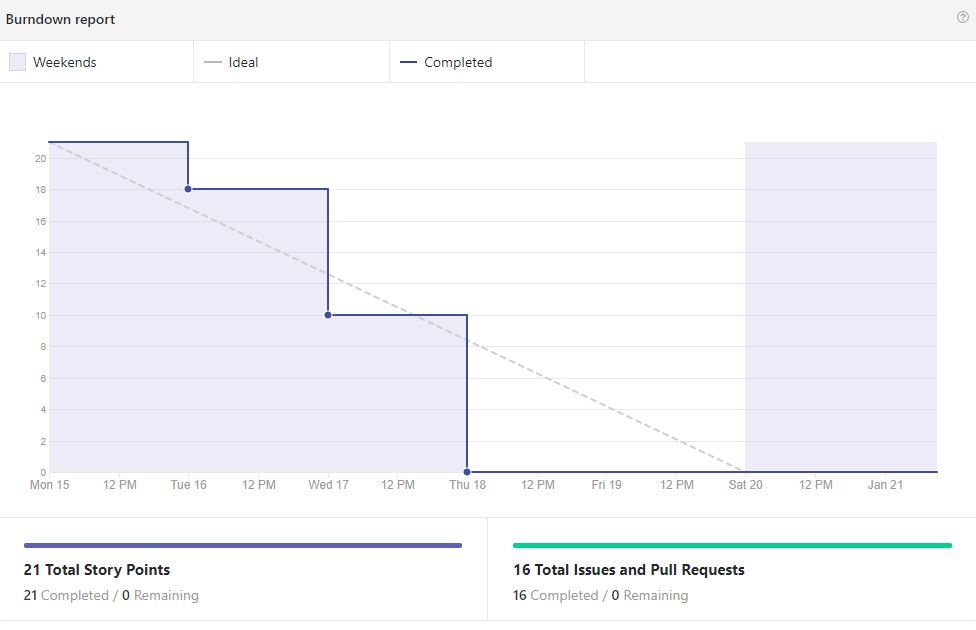 Burndown report
Weekends
Ideal
Completed
20
18
16
14
12
10
8
6
4
2
0
Mon 15 12 PM Tue 16 12 PM Wed 17 12 PM Thu 18 12 PM Fri 19 12 PM Sat 20 12 PM Jan 21
21 Total Story Points
21 Completed / 0 Remaining
16 Total Issues and Pull Requests
16 Completed / 0 Remaining